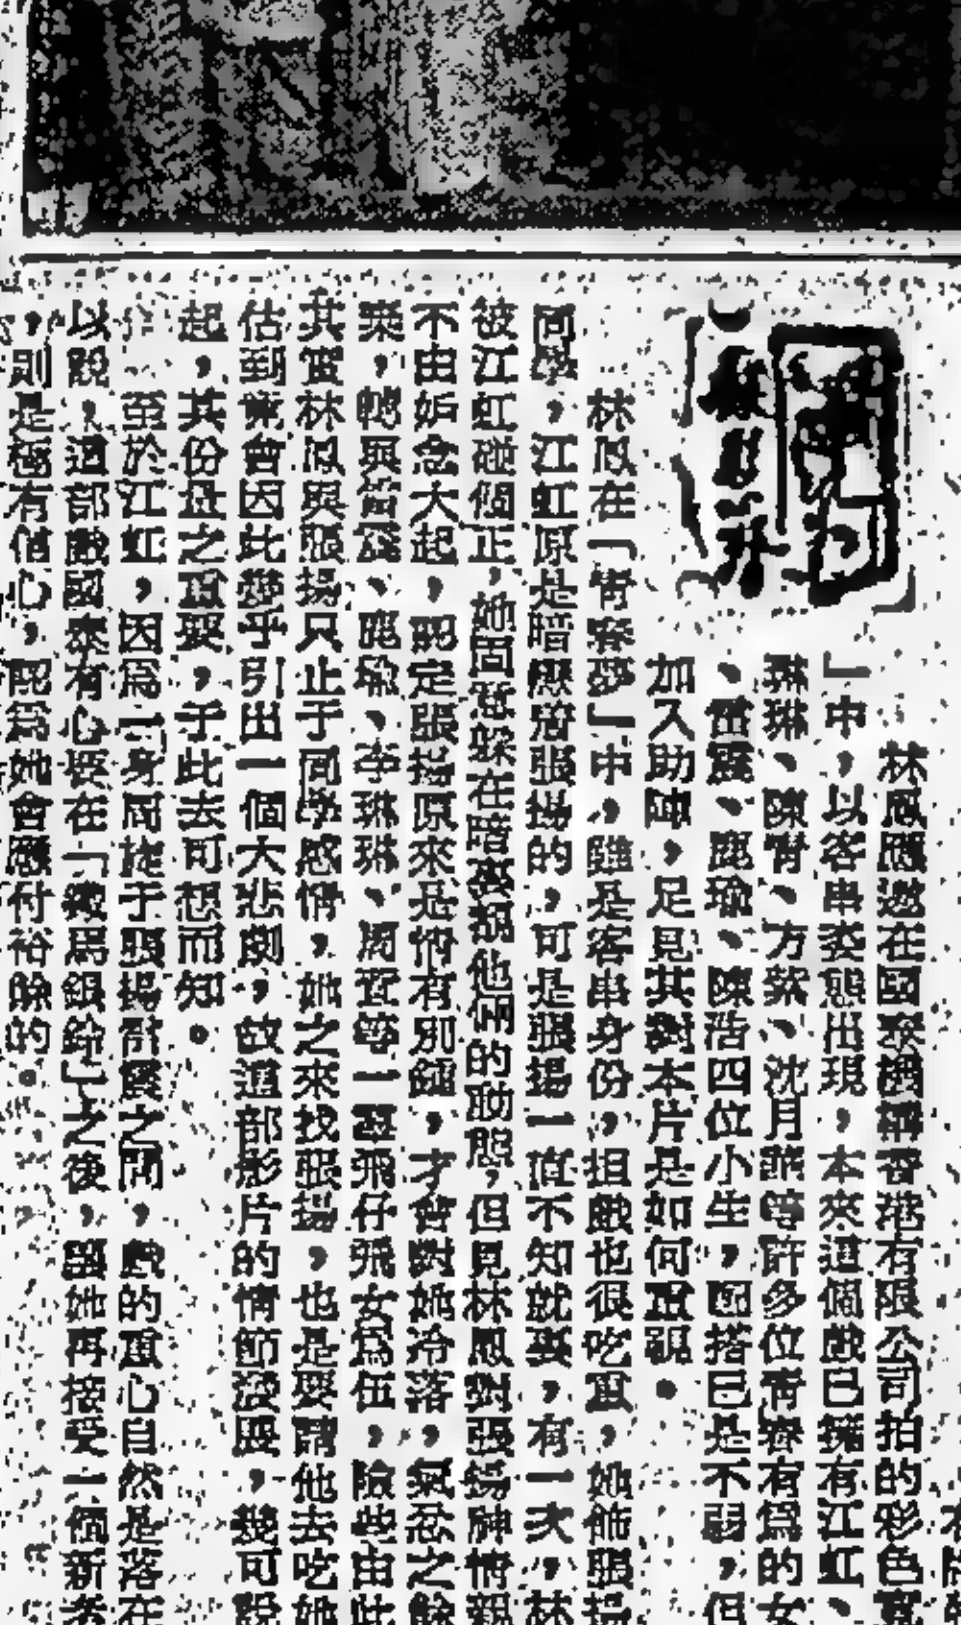 林鳳應邀在國泰機構香港有限公司拍的彩色寬
」中，以客串姿態出現，本來這個戲已擁有江虹、
琳琳、陳青、方紫、沈月華等許多位青春有為的女
、雷震、鹿瑜、陳浩四位小生，團搭已是不弱，但
加入助陣，足見其對本片是如何重視。
林鳳在「青春夢」中，雖是客串身份，担戲也很吃重，她飾張揚
同學，江虹原是暗戀着張揚的，可是張揚一直不知就裏，有一次，林
被江虹碰個正，她固意躲在暗裏覷他倆的動態，但見林鳳對張揚神情親
不由妒念大起，認定張揚原來是情有別鍾，才會對她冷落，氣忿之餘
來，轉與雷震、鹿瑜、李琳琳、周萱等一羣飛仔飛女為伍，險些由此
其實林鳳與張揚只止于同學感情，她之來找張揚，也是要請他去吃她
估到竟會因此幾乎引出一個大悲劇，故這部影片的情節發展，幾可說
起，其份量之重要，于此去可想而知。
至於江虹，因為一身周旋于張揚雷震之間，戲的重心自然是落在
以說，這部戲國泰有心要在「鐵馬銀鈴」之後，讓她再接受一個新考
，則是極有信心，認為她會應付裕餘的。